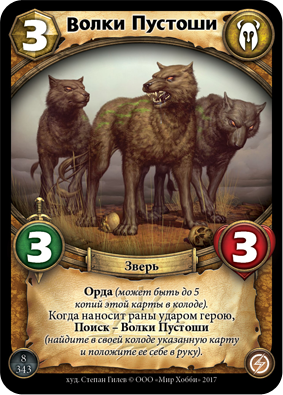 3
Волки Пустоши
3
3
Зверь
Орда (может быть до 5
копий этой карты в колоде).
Когда наносит раны ударом герою,
Поиск – Волки Пустоши
(найдите в своей колоде указанную карту
и положите ее себе в руку).
8
343
худ. Степан Гилев © ООО «Мир Хобби» 2017